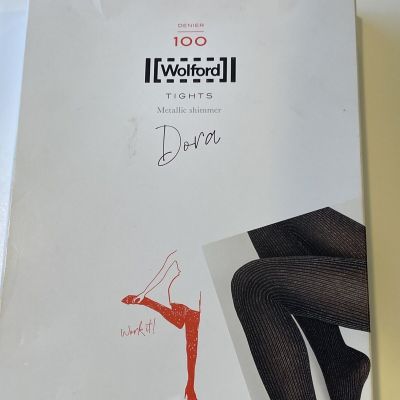 DENIER
100
Wolford
TIGHTS
Metallic shimmer
Dora
Work it!